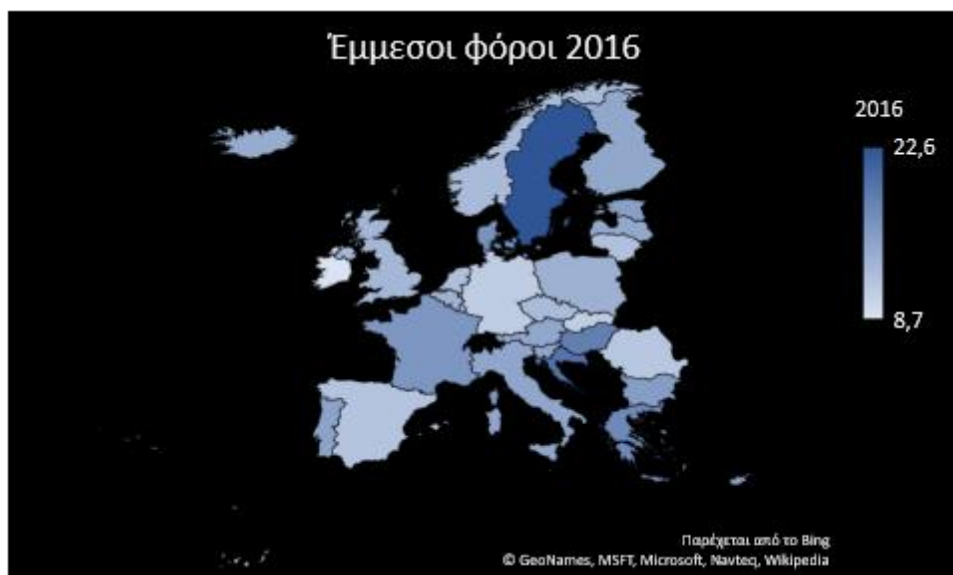 Έμμεσοι φόροι 2016
2016
22,6
8,7
Παρέχεται από το Bing
© GeoNames, MSFT, Microsoft, Navteq, Wikipedia